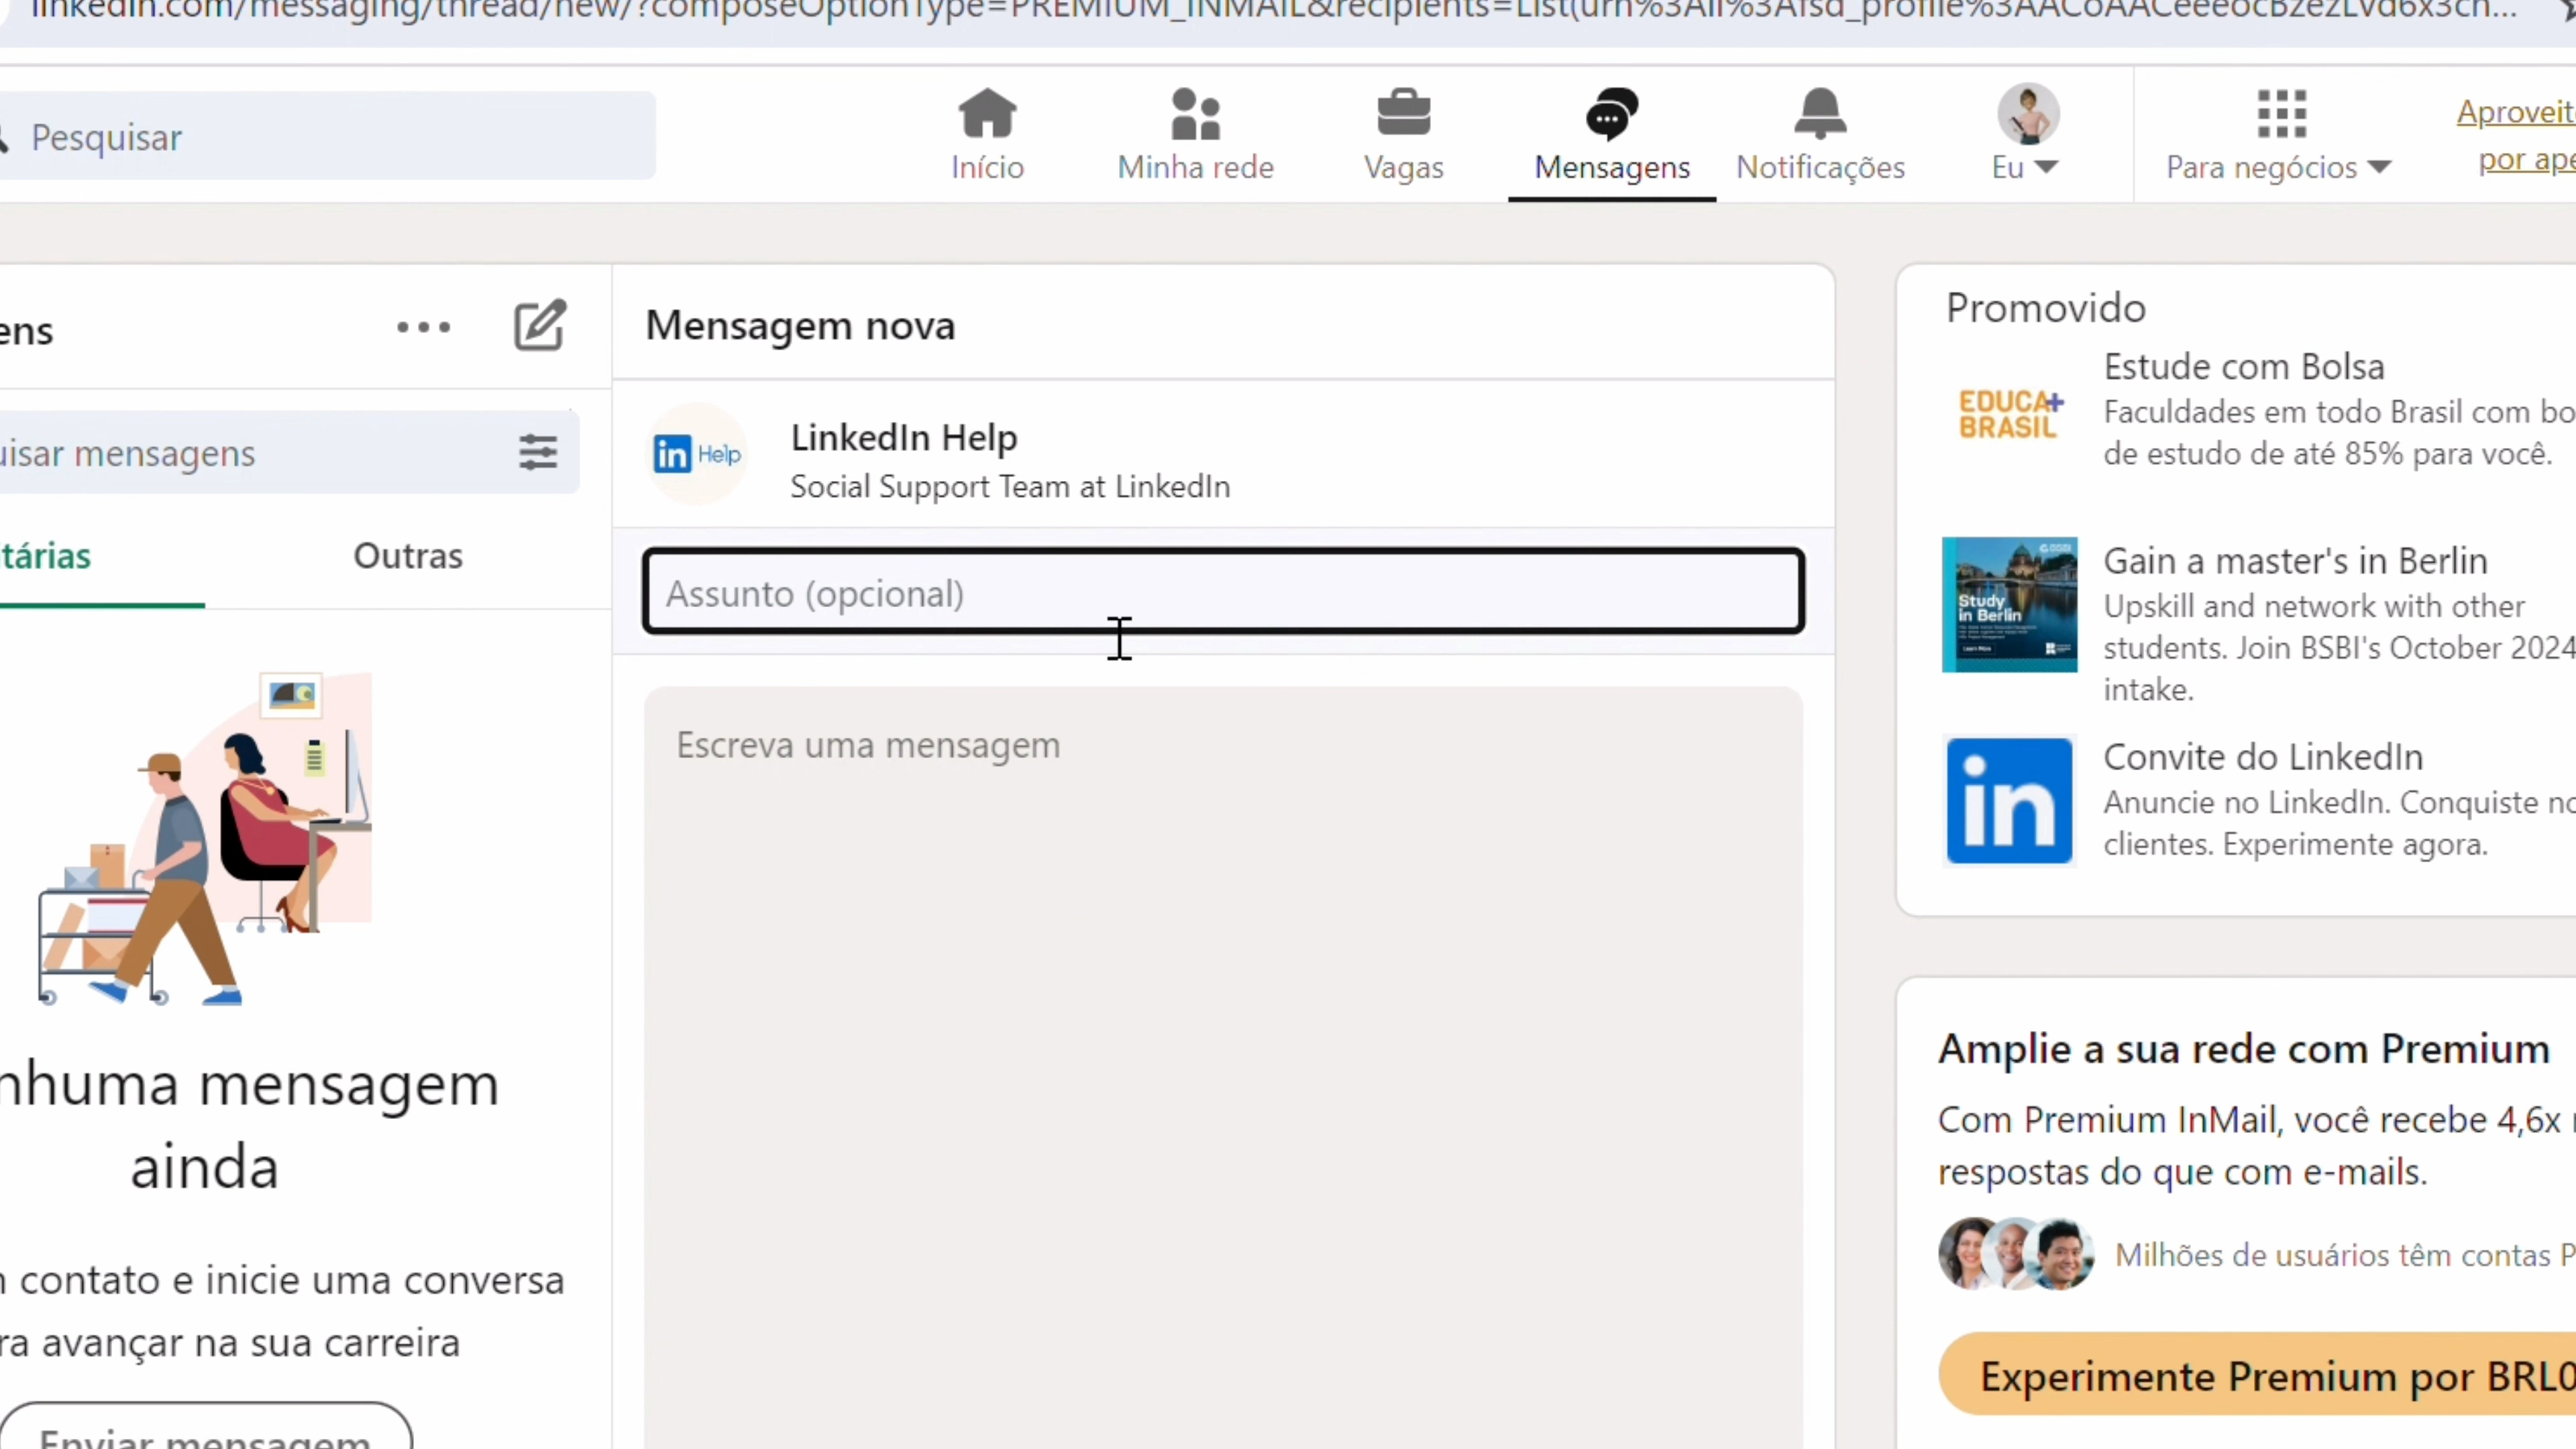 linkedin.com/messaging/thread/new/?composeOptionType=PREMIUM_INMAIL&recipients=List(urn%3Ali%3Afsd_profile%3AACoAACeeeocBzezLvd6x3ch...
Pesquisar
Início
Minha rede
Vagas
Mensagens
Notificações
Eu
Para negócios
Aproveite
por ape
ens
Mensagem nova
uisar mensagens
tárias
Outras
in Help
LinkedIn Help
Social Support Team at LinkedIn
Assunto (opcional)
Escreva uma mensagem
nhuma mensagem
ainda
contato e inicie uma conversa
ra avançar na sua carreira
Enviar mensagem
Promovido
EDUCA+
BRASIL
Estude com Bolsa
Faculdades em todo Brasil com bo
de estudo de até 85% para você.
Study
in Berlin
Gain a master's in Berlin
Upskill and network with other
students. Join BSBI's October 2024
intake.
in
Convite do LinkedIn
Anuncie no LinkedIn. Conquiste no
clientes. Experimente agora.
Amplie a sua rede com Premium
Com Premium InMail, você recebe 4,6x
respostas do que com e-mails.
Milhões de usuários têm contas P
Experimente Premium por BRL0